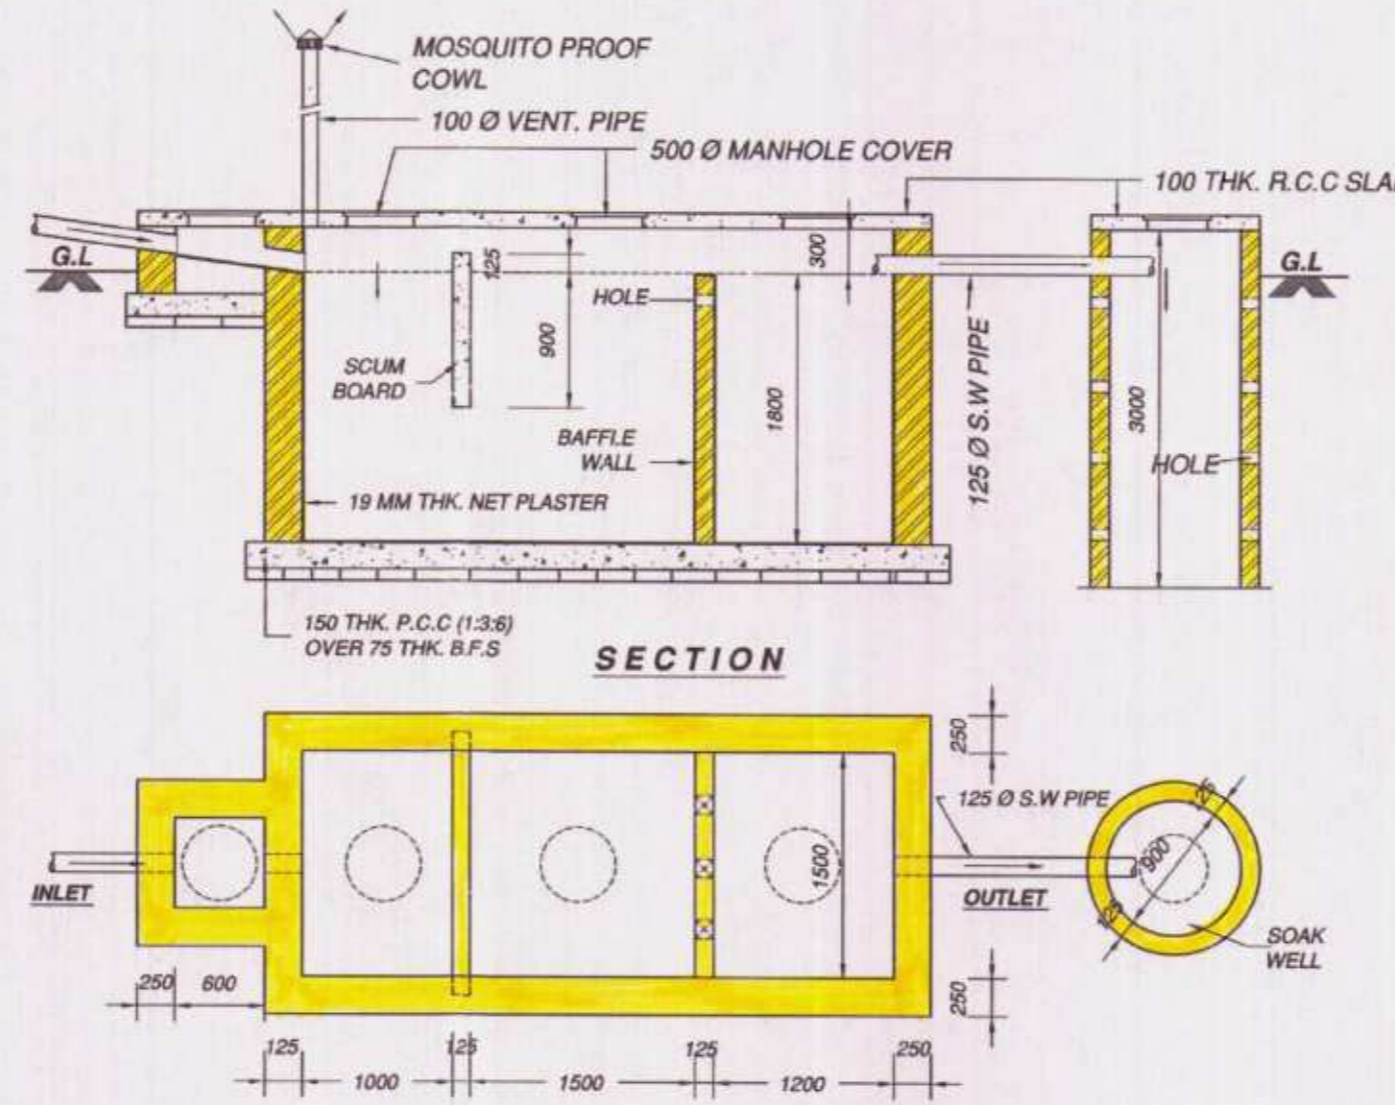 MOSQUITO PROOF
COWL
100 Ø VENT. PIPE
500 Ø MANHOLE COVER
100 THK. R.C.C SLA
G.L
125
300
G.L
HOLE
900
SCUM
BOARD
1800
125 Ø S.W PIPE
3000
BAFFLE
WALL
HOLE
19 MM THK. NET PLASTER
150 THK. P.C.C (1:3:6)
OVER 75 THK. B.F.S
SECTION
250
125 Ø S.W PIPE
125
1500
900
INLET
OUTLET
125
SOAK
WELL
250 600
250
125 125 125 250
1000 1500 1200